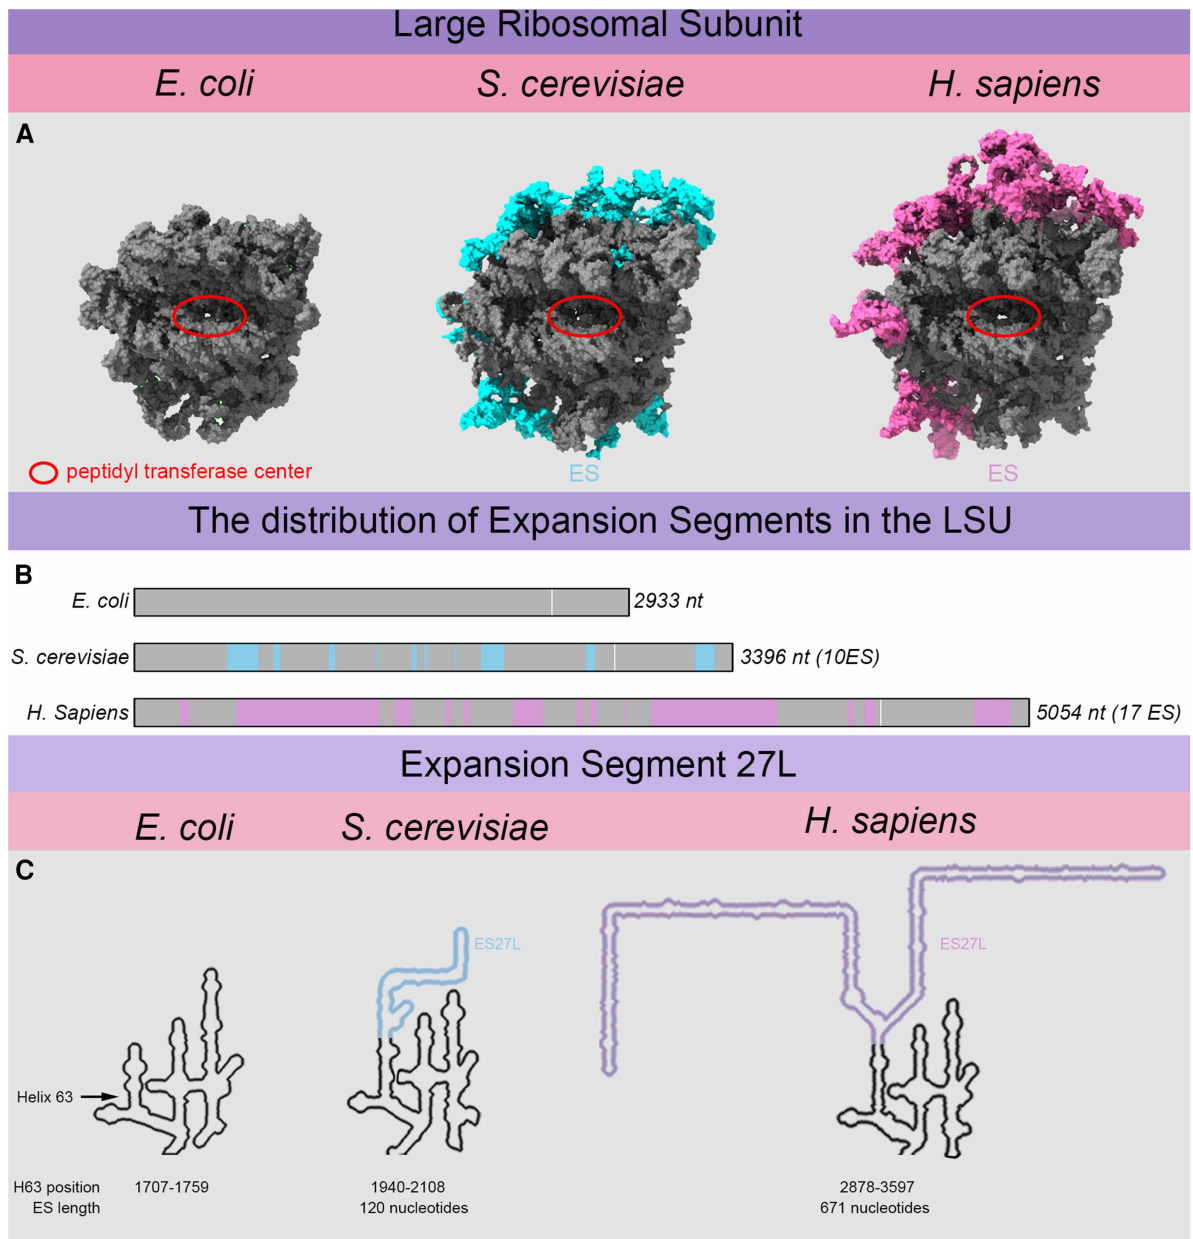 Large Ribosomal Subunit
E. coli S. cerevisiae H. sapiens
A
peptidyl transferase center ES ES
The distribution of Expansion Segments in the LSU
B
E. coli 2933 nt
S. cerevisiae 3396 nt (10ES)
H. Sapiens 5054 nt (17 ES)
Expansion Segment 27L
E. coli S. cerevisiae H. sapiens
C
ES27L ES27L
Helix 63
H63 position 1707-1759 1940-2108 2878-3597
ES length 120 nucleotides 671 nucleotides